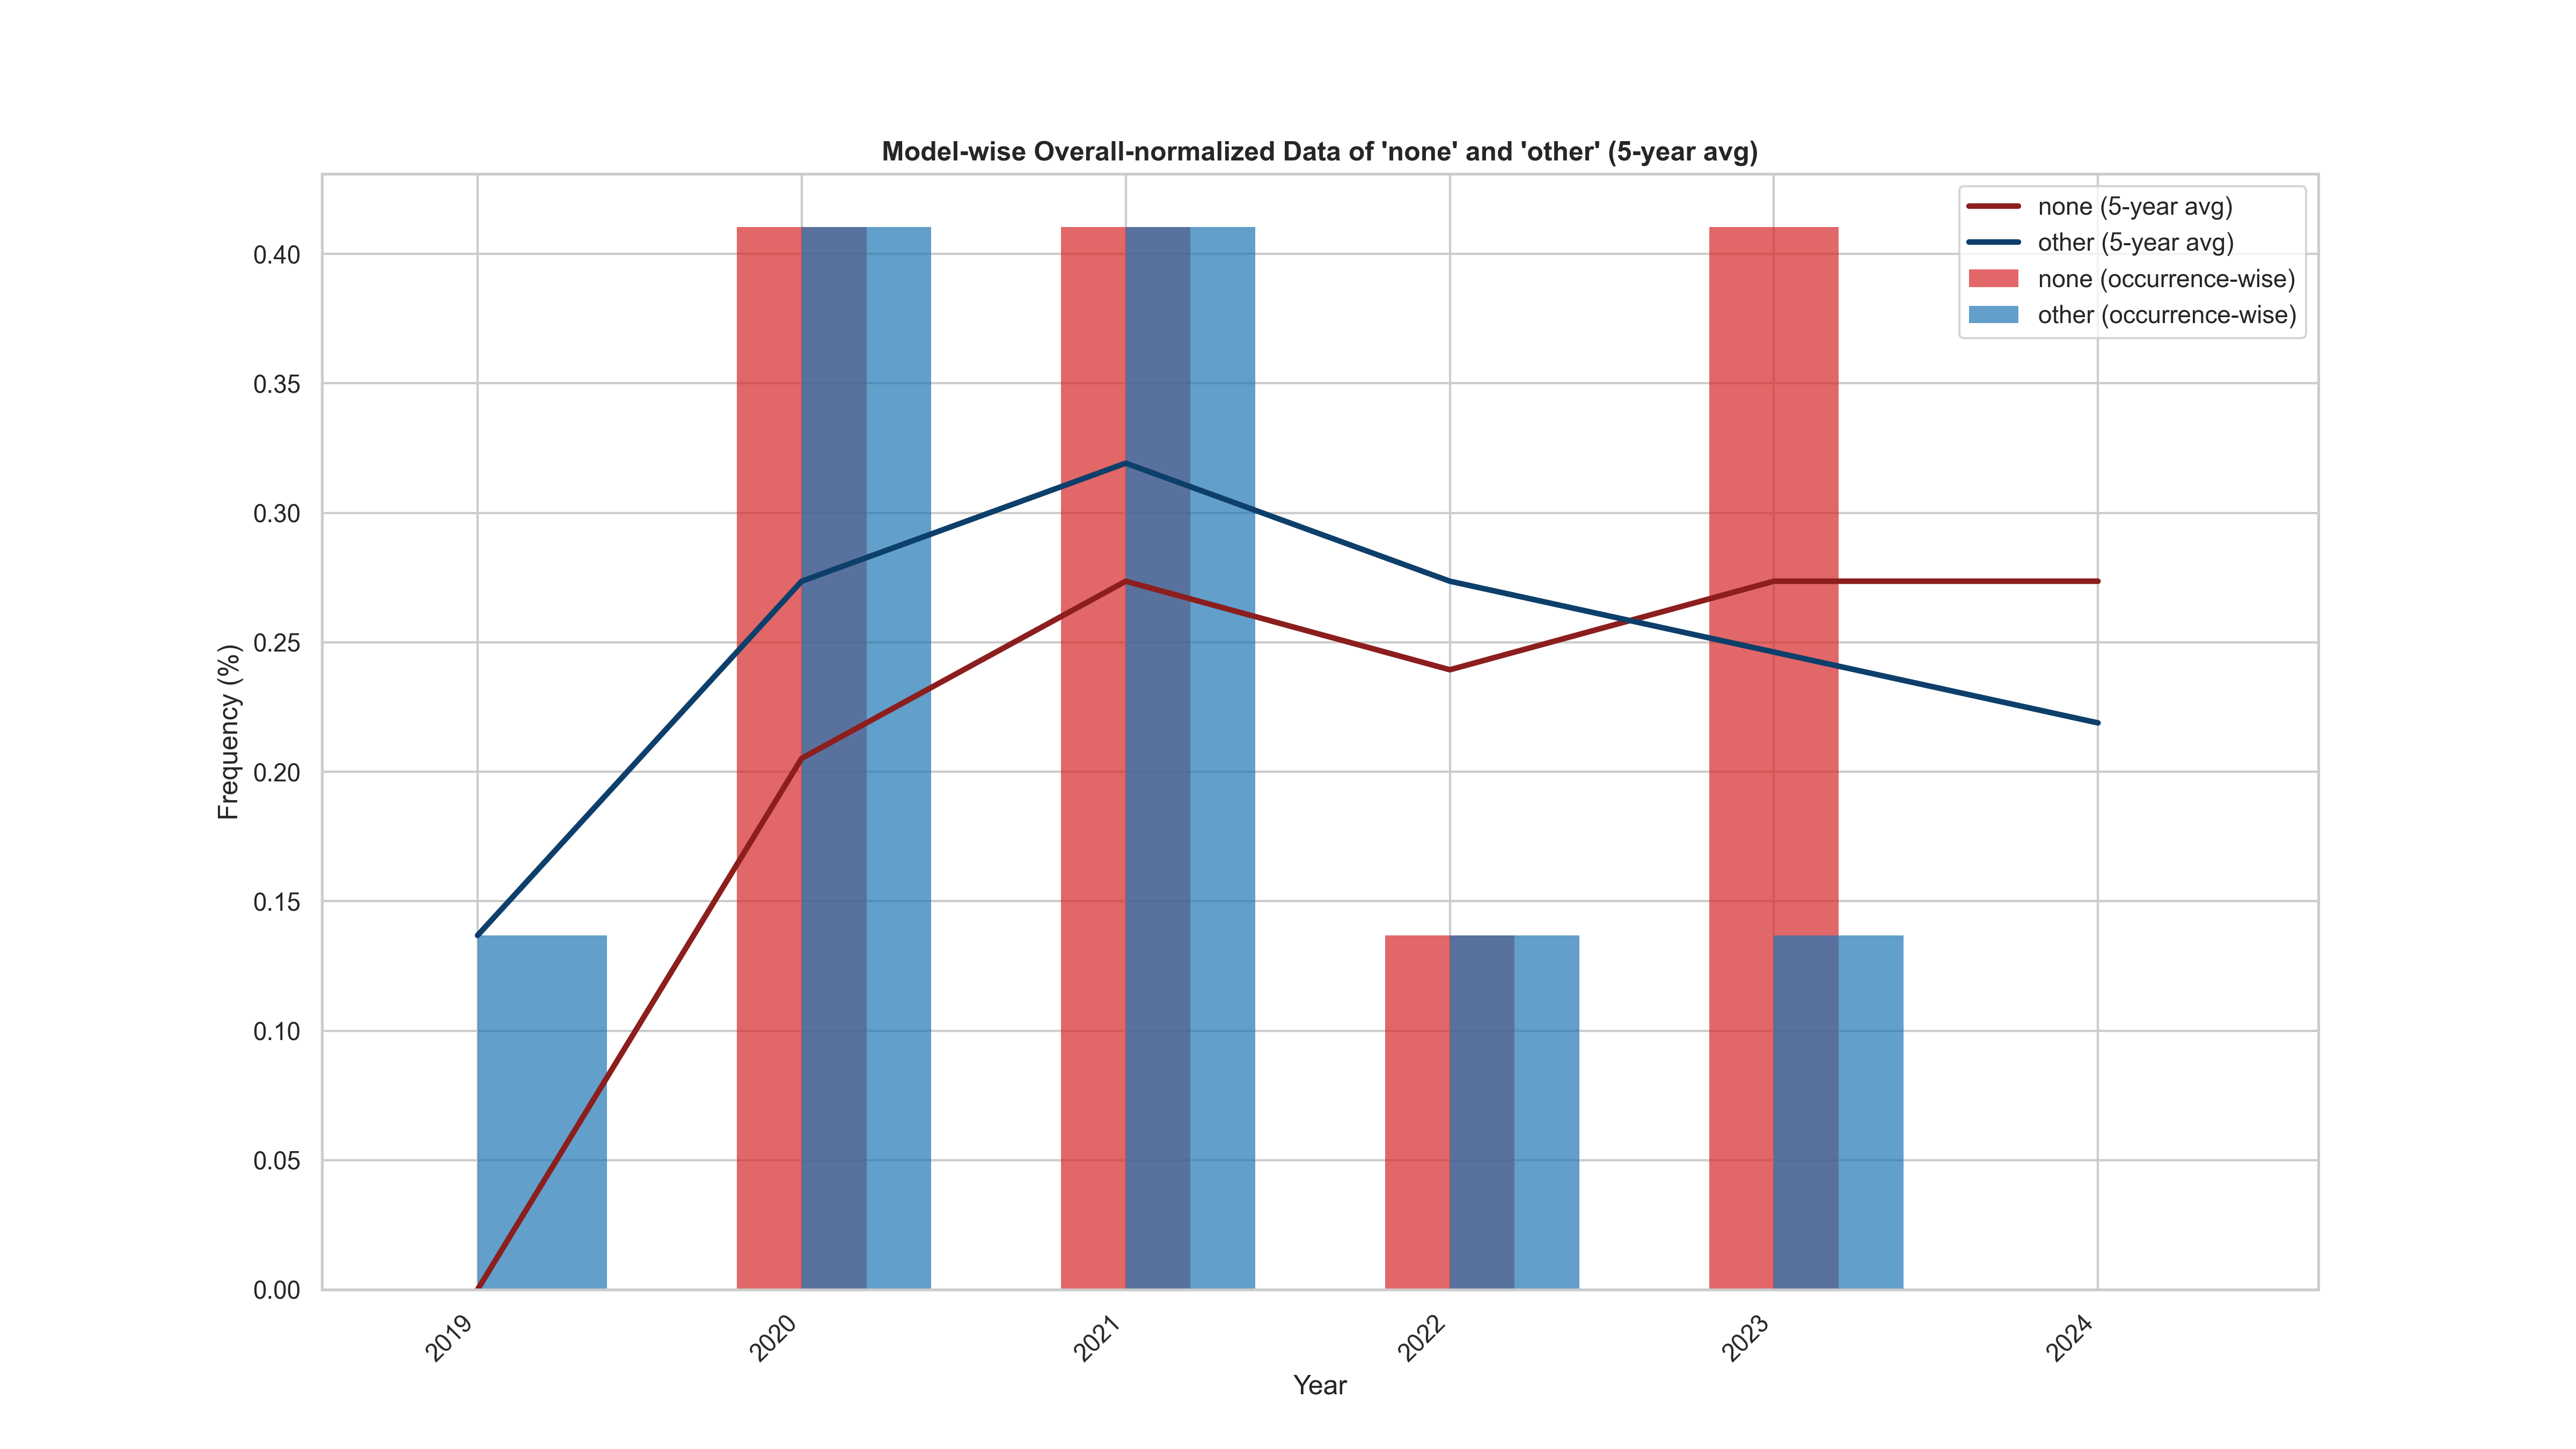 Model-wise Overall-normalized Data of 'none' and 'other' (5-year avg)
none (5-year avg)
other (5-year avg)
none (occurrence-wise)
other (occurrence-wise)
Frequency (%)
0.40
0.35
0.30
0.25
0.20
0.15
0.10
0.05
0.00
2019
2020
2021
2022
2023
2024
Year